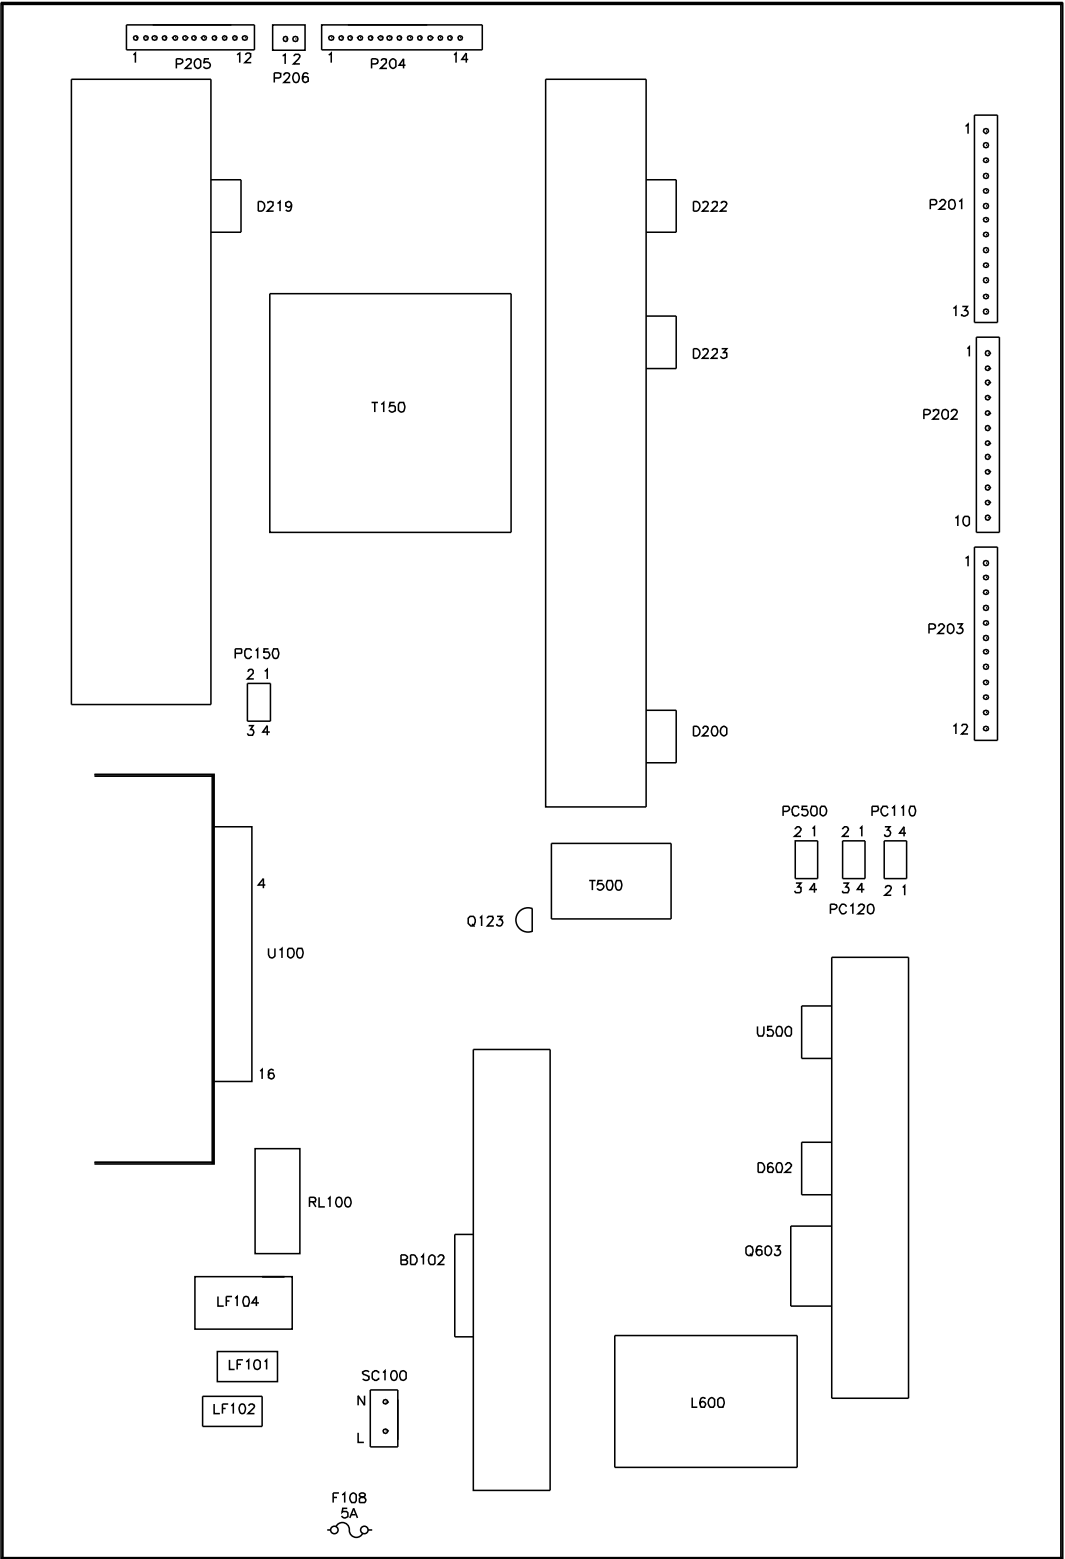 1 12 1 2 1 14
P205 P206 P204
1
D219 D222 P201
13
1
D223
T150 P202
10
1
P203
PC150
2 1
3 4
D200 12
PC500 PC110
2 1 2 1 3 4
3 4 3 4 2 1
PC120
4
T500
Q123
U100
U500
16
D602
RL100
Q603
BD102
LF104
LF101
SC100
N
LF102
L600
L
F108
5A